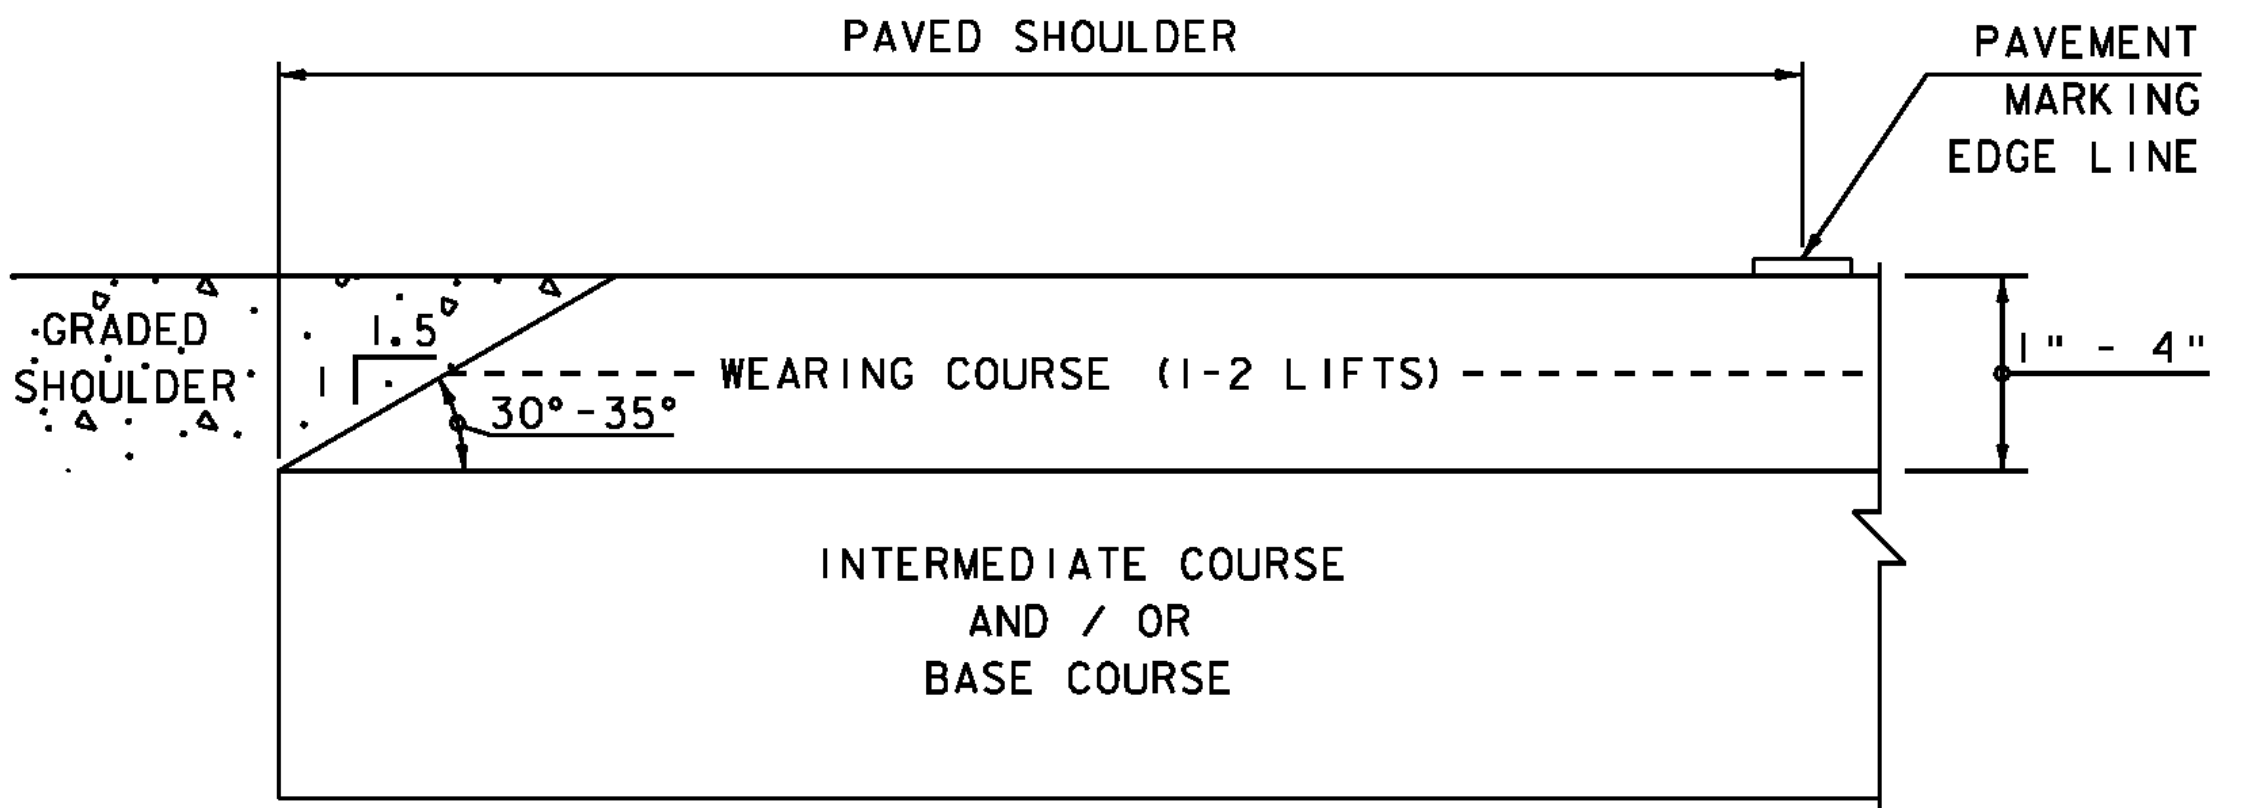 PAVED SHOULDER
PAVEMENT
MARKING
EDGE LINE
GRADED
SHOULDER
1.5
1
WEARING COURSE (1-2 LIFTS)
30°-35°
1" - 4"
INTERMEDIATE COURSE
AND / OR
BASE COURSE